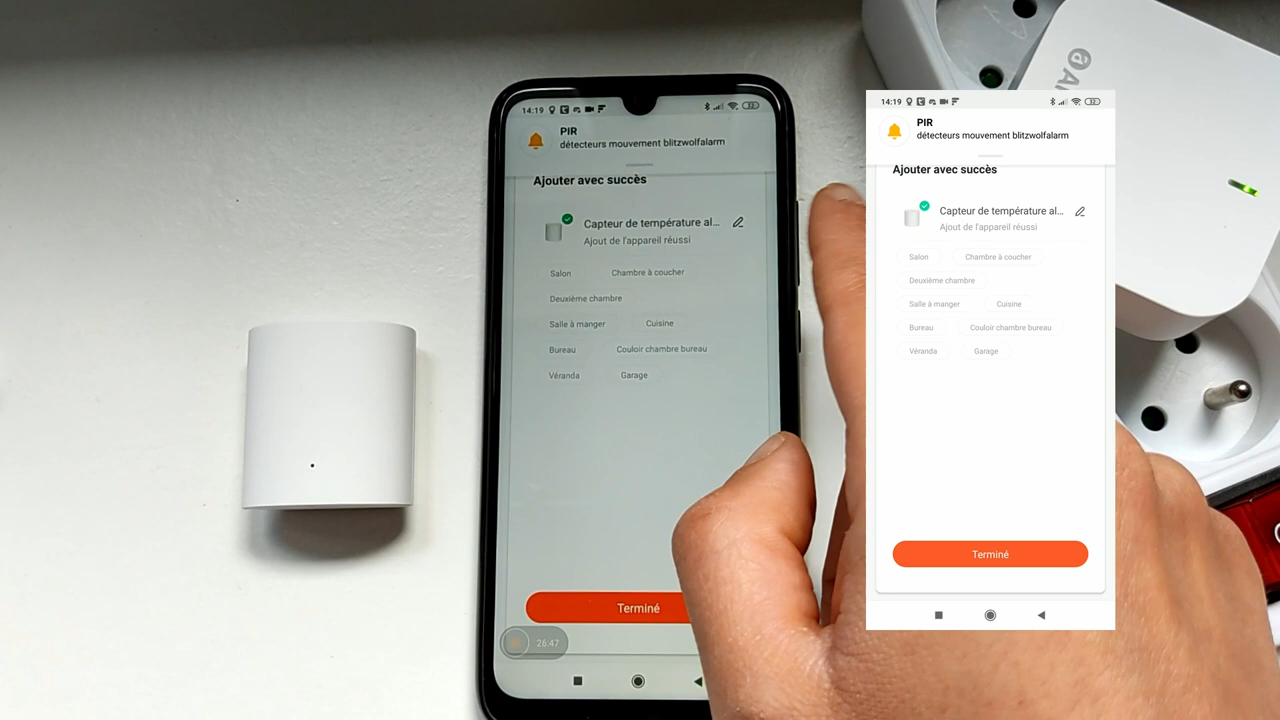 14:19
PIR
détecteurs mouvement blitzwolfalarm
Ajouter avec succès
Capteur de température al...
Ajout de l'appareil réussi
Salon Chambre à coucher
Deuxième chambre
Salle à manger Cuisine
Bureau Couloir chambre bureau
Véranda Garage
Terminé
26:47
14:19
PIR
détecteurs mouvement blitzwolfalarm
Ajouter avec succès
Capteur de température al...
Ajout de l'appareil réussi
Salon Chambre à coucher
Deuxième chambre
Salle à manger Cuisine
Bureau Couloir chambre bureau
Véranda Garage
Terminé